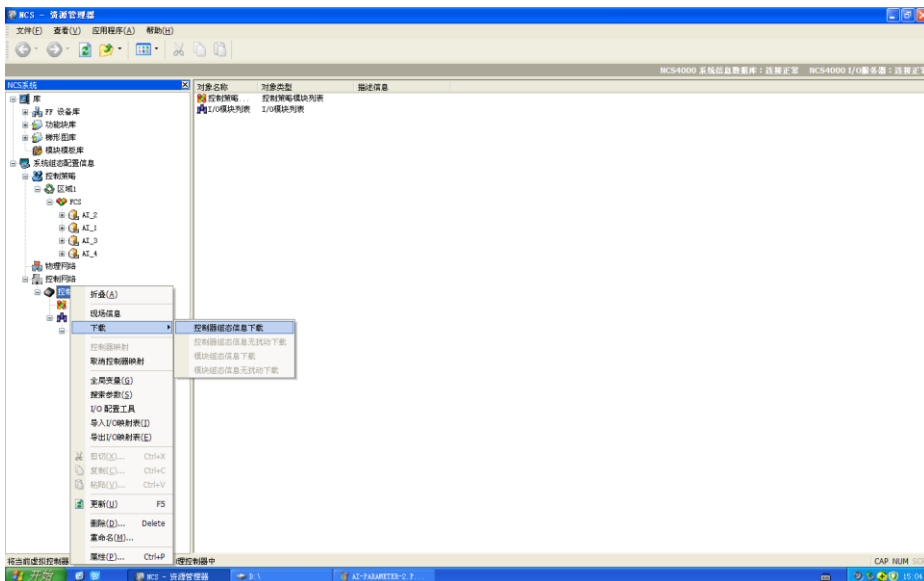 NCS - 资源管理器
文件(F) 查看(V) 应用程序(A) 帮助(H)
NCS4000 系统信息数据库：连接正常 NCS4000 I/O服务器：连接正常
NCS系统
对象名称 对象类型 描述信息
控制策略... 控制策略模块列表
I/O模块列表 I/O模块列表
库
FF 设备库
功能块库
梯形图库
模块模板库
系统组态配置信息
控制策略
区域1
FCS
AI_2
AI_1
AI_3
AI_4
物理网络
控制网络
折叠(A)
现场信息
下载
控制器映射
取消控制器映射
全局变量(G)
搜索参数(S)
I/O 配置工具
导入I/O映射表(I)
导出I/O映射表(E)
剪切(X)... Ctrl+X
复制(C)... Ctrl+C
粘贴(V)... Ctrl+V
更新(U) F5
删除(D)... Delete
重命名(M)...
属性(P)... Ctrl+P
控制器组态信息下载
控制器组态信息无扰动下载
模块组态信息下载
模块组态信息无扰动下载
将当前虚拟控制器 理控制器中
CAP NUM SCR
开始 NCS - 资源管理器 D:\ AI-PARAMETER-2.P...